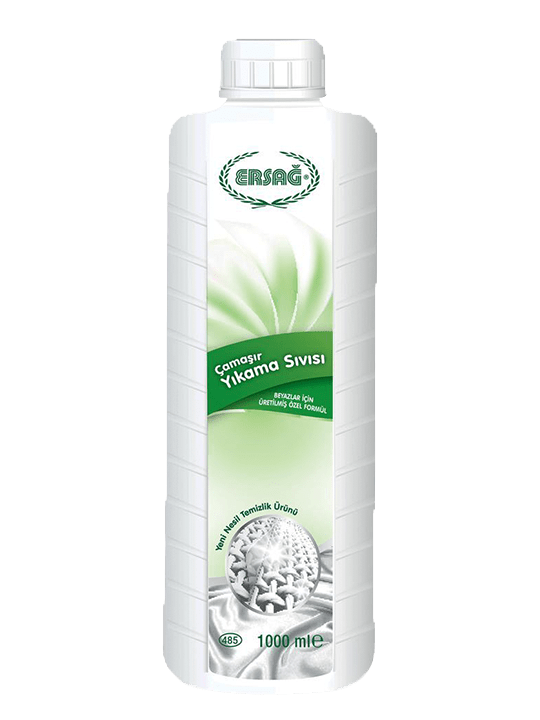 ERSAĞ®
Çamaşır
Yıkama Sıvısı
BEYAZLAR İÇİN
ÜRETİLMİŞ ÖZEL FORMÜL
Yeni Nesil Temizlik Ürünü
485 1000 ml℮